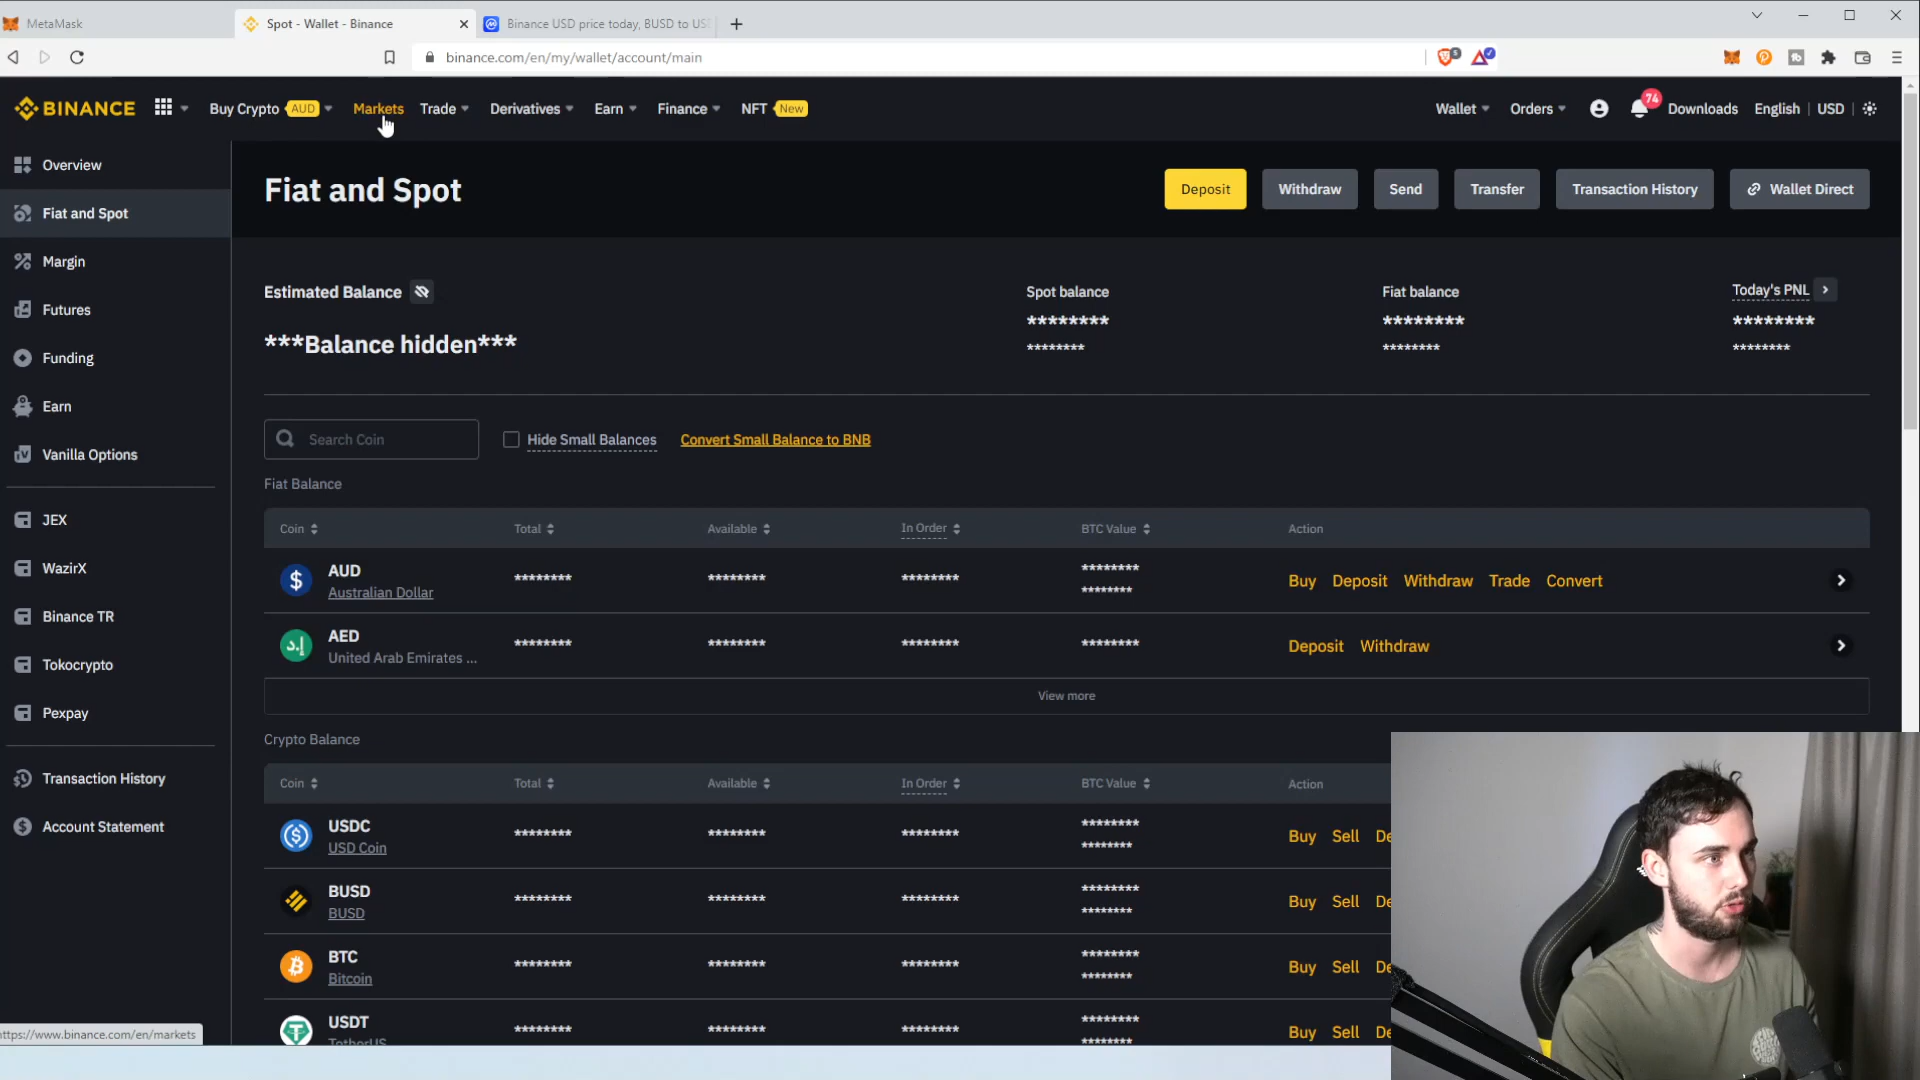 MetaMask
Spot - Wallet - Binance
Binance USD price today, BUSD to US
binance.com/en/my/wallet/account/main
5
BINANCE
Buy Crypto AUD
Markets
Trade
Derivatives
Earn
Finance
NFT New
Wallet
Orders
74
Downloads
English | USD
Overview
Fiat and Spot
Margin
Futures
Funding
Earn
Vanilla Options
JEX
WazirX
Binance TR
Tokocrypto
Pexpay
Transaction History
Account Statement
Fiat and Spot
Deposit
Withdraw
Send
Transfer
Transaction History
Wallet Direct
Estimated Balance
***Balance hidden***
Spot balance
********
********
Fiat balance
********
********
Today's PNL
********
********
Search Coin
Hide Small Balances
Convert Small Balance to BNB
Fiat Balance
Coin Total Available In Order BTC Value Action
AUD
Australian Dollar
******** ******** ******** ********
********
Buy Deposit Withdraw Trade Convert
AED
United Arab Emirates ...
******** ******** ******** ********
Deposit Withdraw
View more
Crypto Balance
Coin Total Available In Order BTC Value Action
USDC
USD Coin
******** ******** ******** ********
********
Buy Sell De
BUSD
BUSD
******** ******** ******** ********
********
Buy Sell De
BTC
Bitcoin
******** ******** ******** ********
********
Buy Sell De
USDT
TetherUS
******** ******** ******** ********
********
Buy Sell De
https://www.binance.com/en/markets